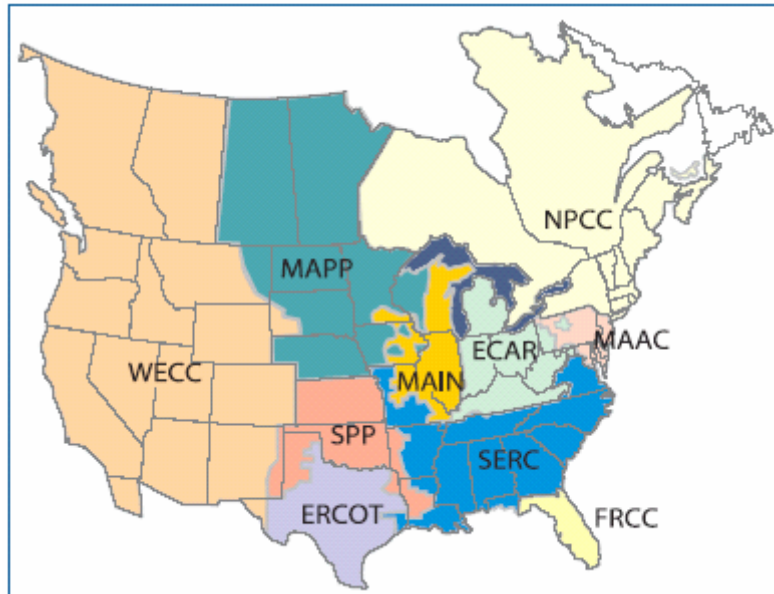 NPCC
MAPP
MAAC
ECAR
WECC
MAIN
SPP
SERC
ERCOT
FRCC